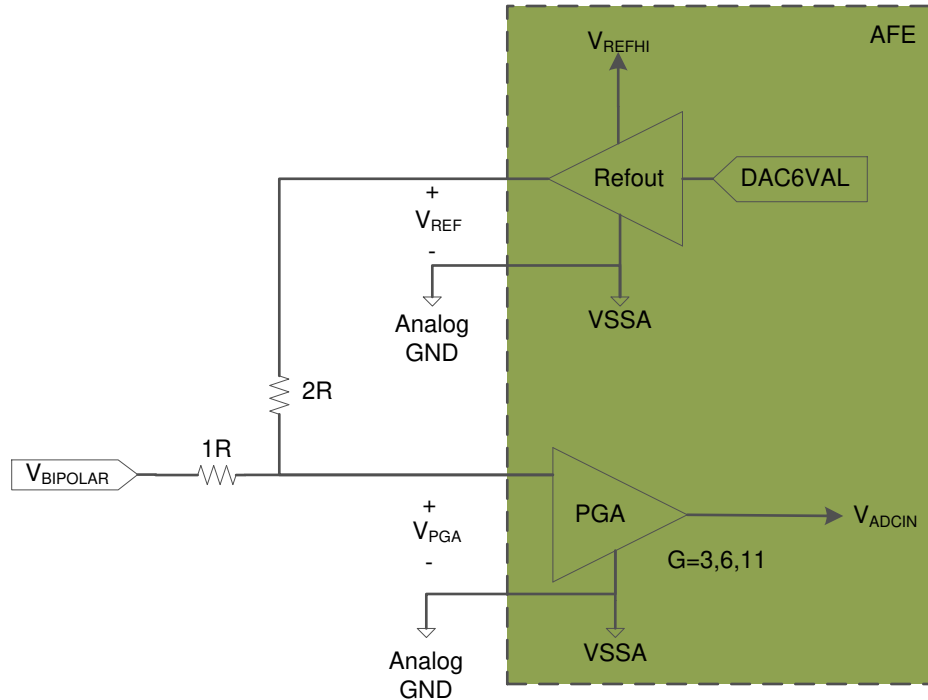 AFE
VREFHI
Refout
DAC6VAL
+
VREF
-
Analog
GND
VSSA
2R
1R
VBIPOLAR
+
VPGA
-
PGA
VADCIN
G=3,6,11
Analog
GND
VSSA